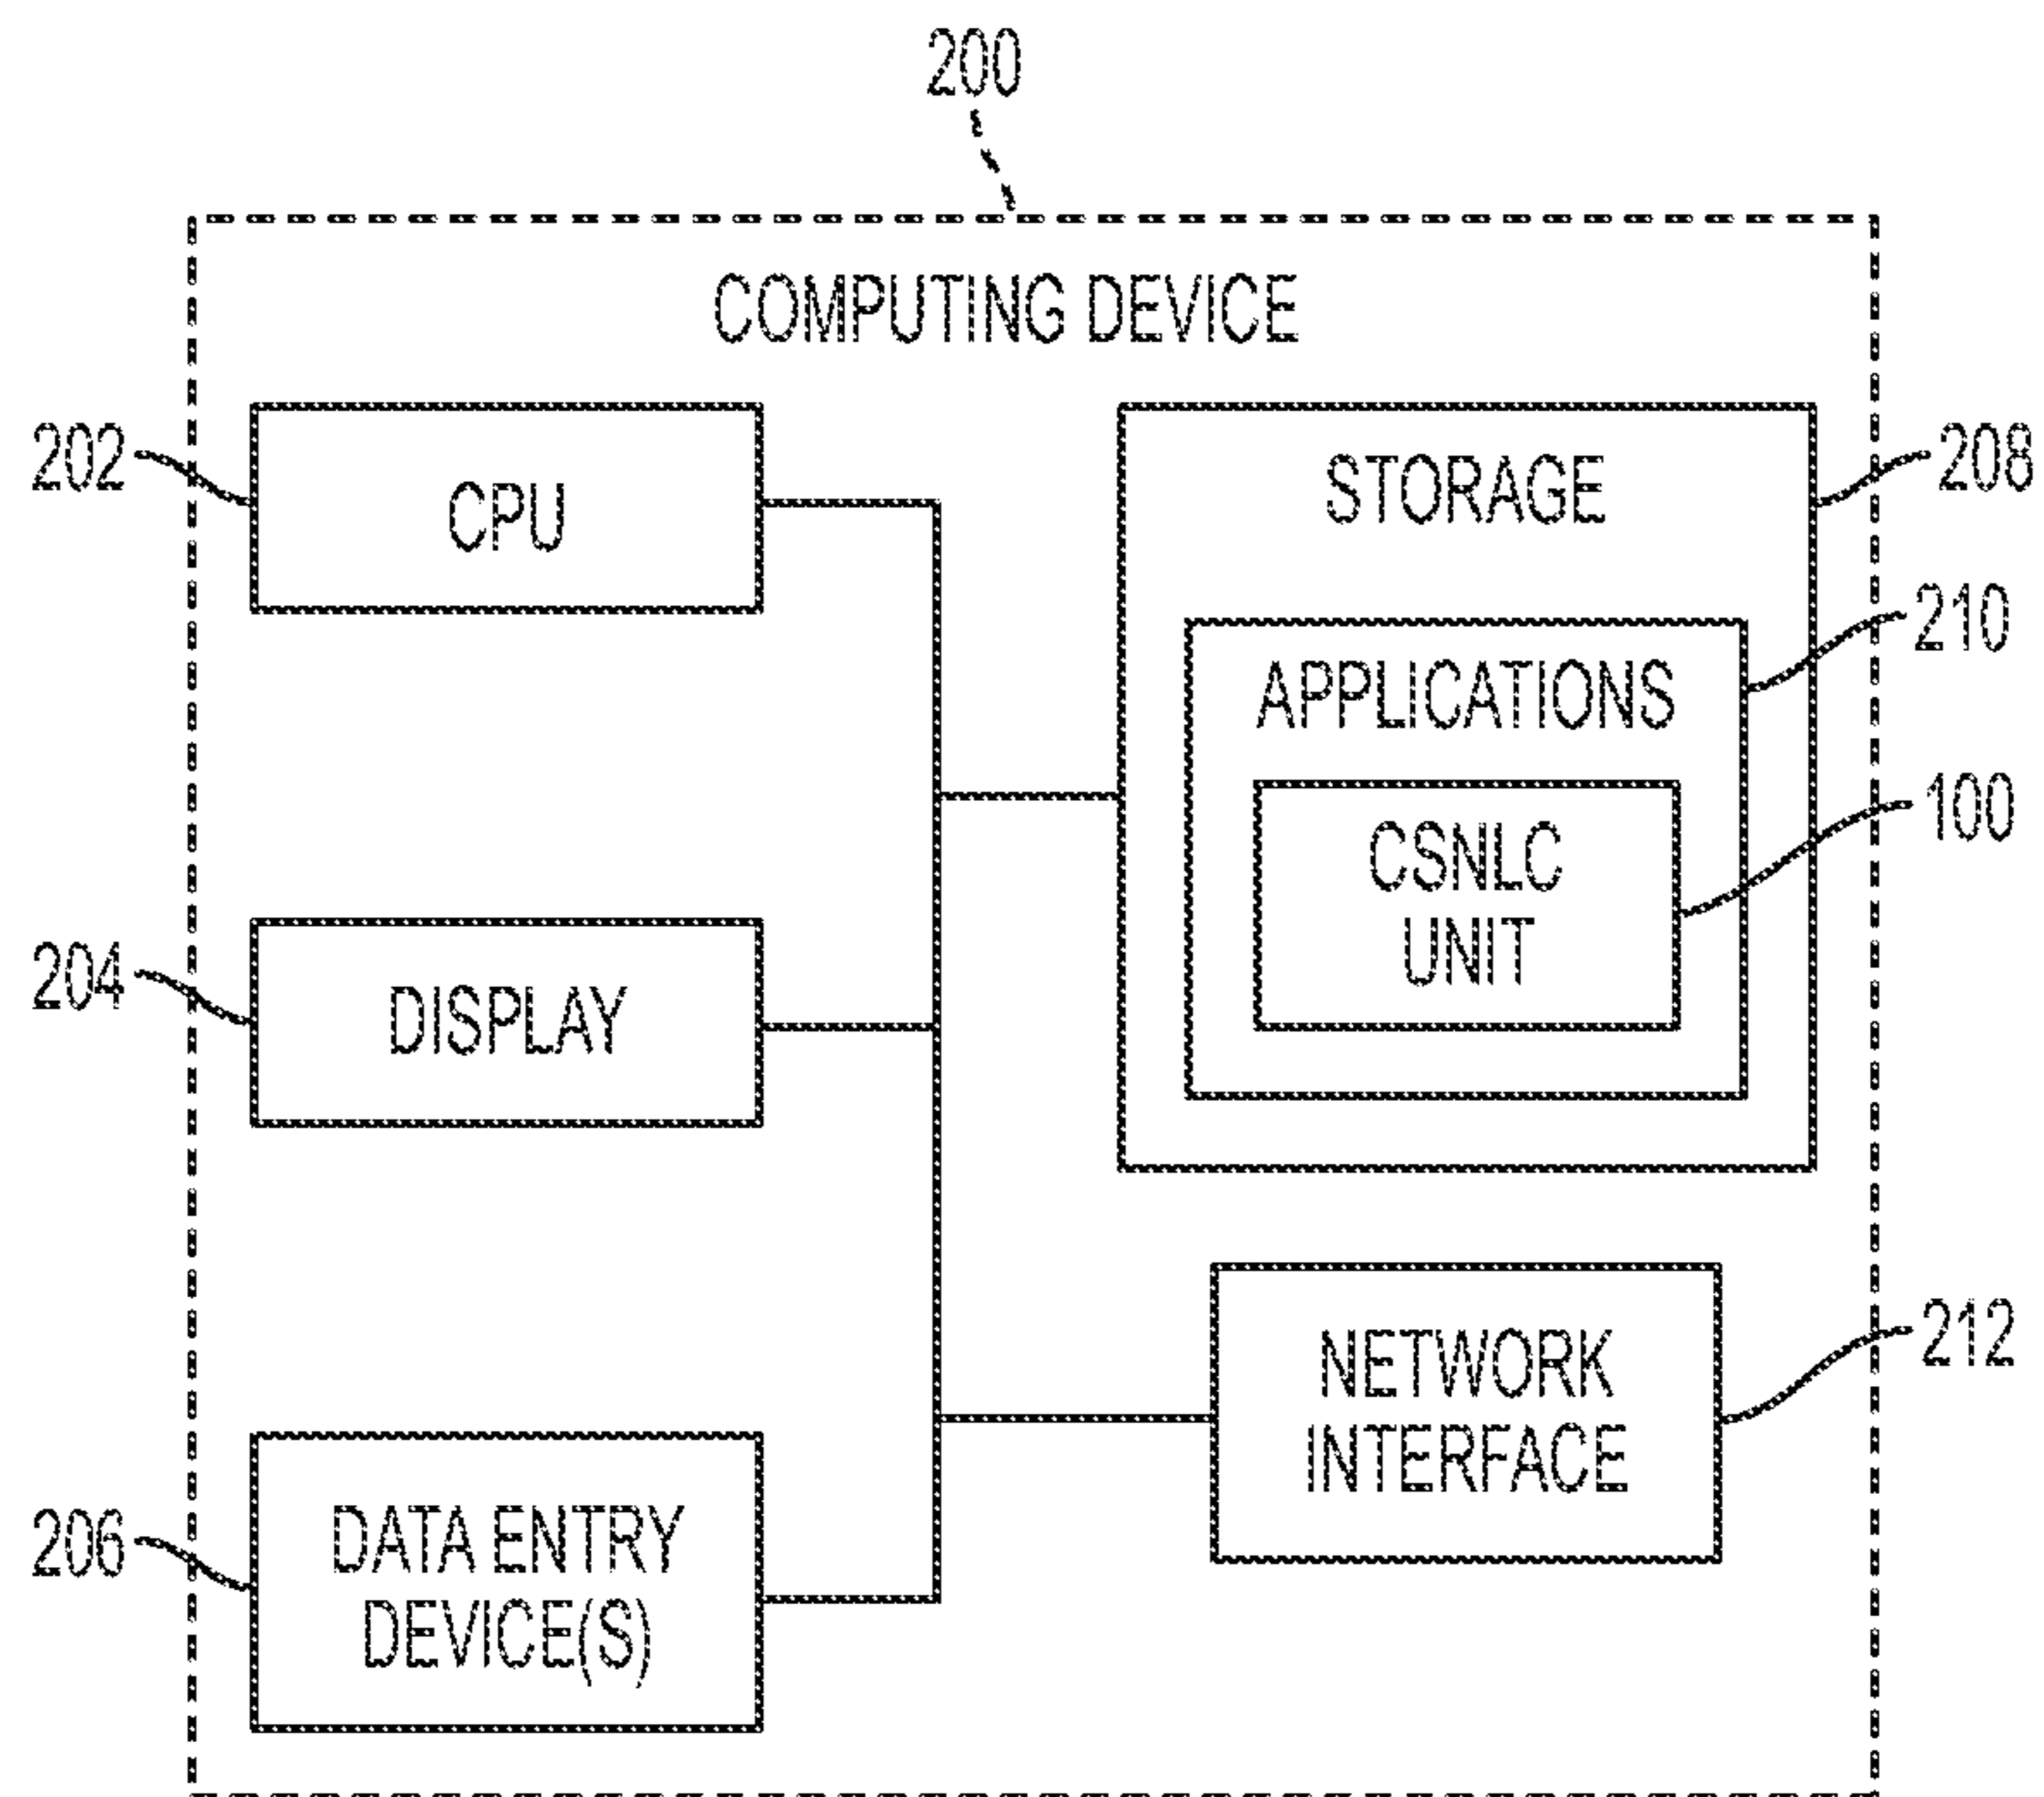 200
COMPUTING DEVICE
202
CPU
STORAGE
208
APPLICATIONS
210
CSNLC
UNIT
100
204
DISPLAY
NETWORK
INTERFACE
212
206
DATA ENTRY
DEVICE(S)